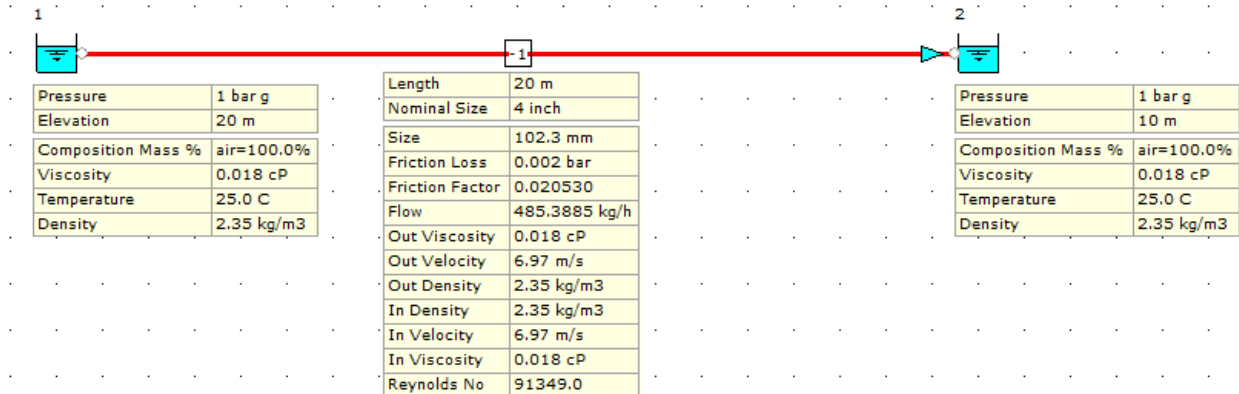 1
2
-1
Pressure 1 bar g
Elevation 20 m
Composition Mass % air=100.0%
Viscosity 0.018 cP
Temperature 25.0 C
Density 2.35 kg/m3
Length 20 m
Nominal Size 4 inch
Size 102.3 mm
Friction Loss 0.002 bar
Friction Factor 0.020530
Flow 485.3885 kg/h
Out Viscosity 0.018 cP
Out Velocity 6.97 m/s
Out Density 2.35 kg/m3
In Density 2.35 kg/m3
In Velocity 6.97 m/s
In Viscosity 0.018 cP
Reynolds No 91349.0
Pressure 1 bar g
Elevation 10 m
Composition Mass % air=100.0%
Viscosity 0.018 cP
Temperature 25.0 C
Density 2.35 kg/m3